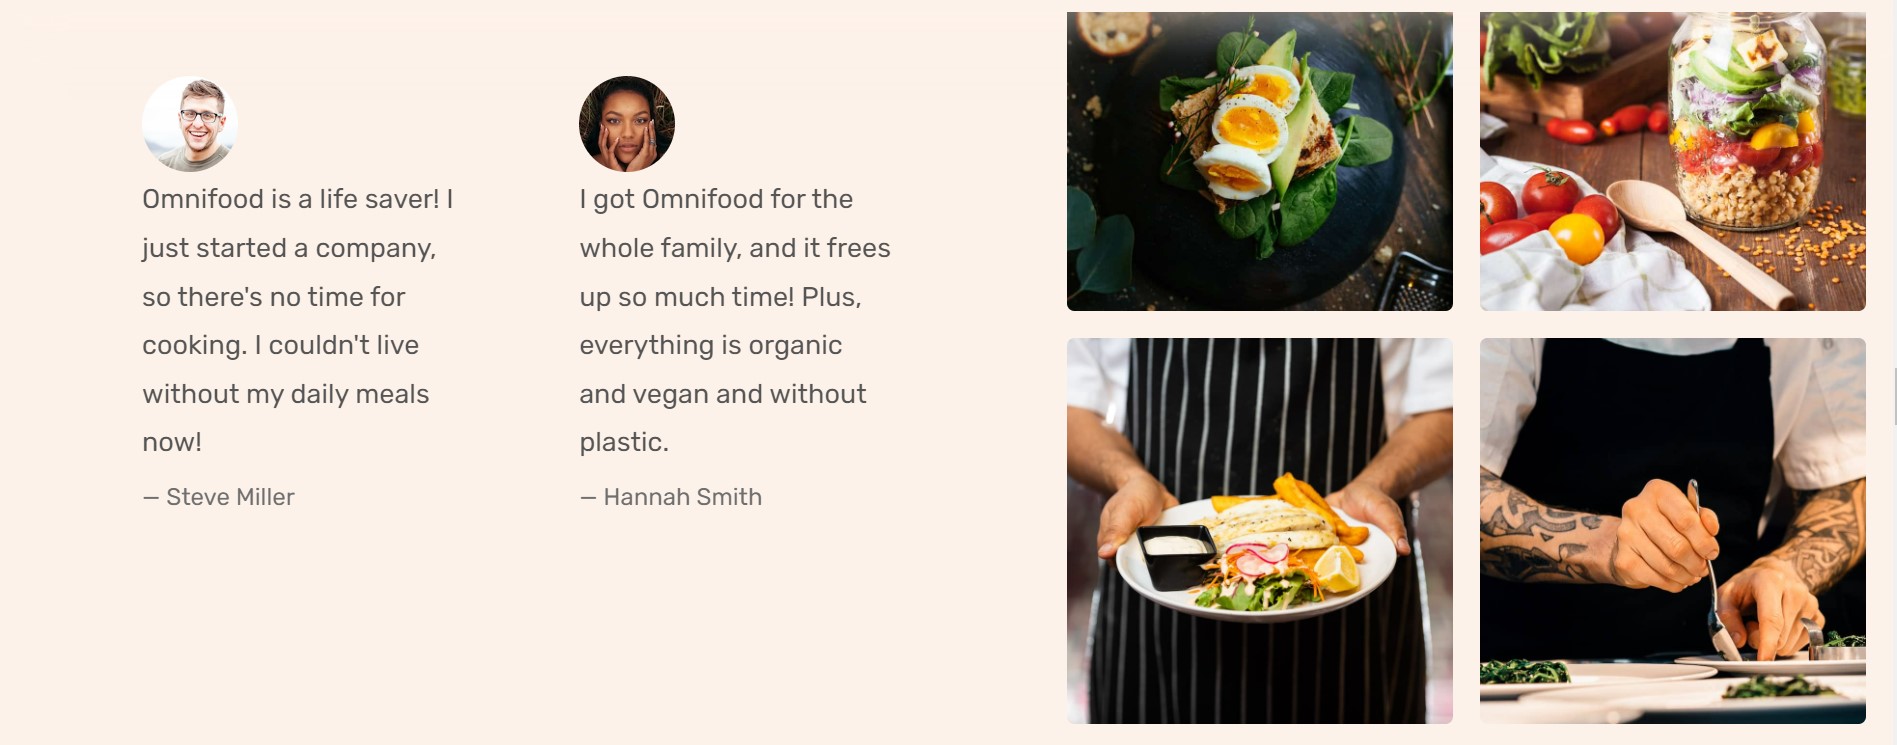 Omnifood is a life saver! I
just started a company,
so there's no time for
cooking. I couldn't live
without my daily meals
now!
— Steve Miller
I got Omnifood for the
whole family, and it frees
up so much time! Plus,
everything is organic
and vegan and without
plastic.
— Hannah Smith